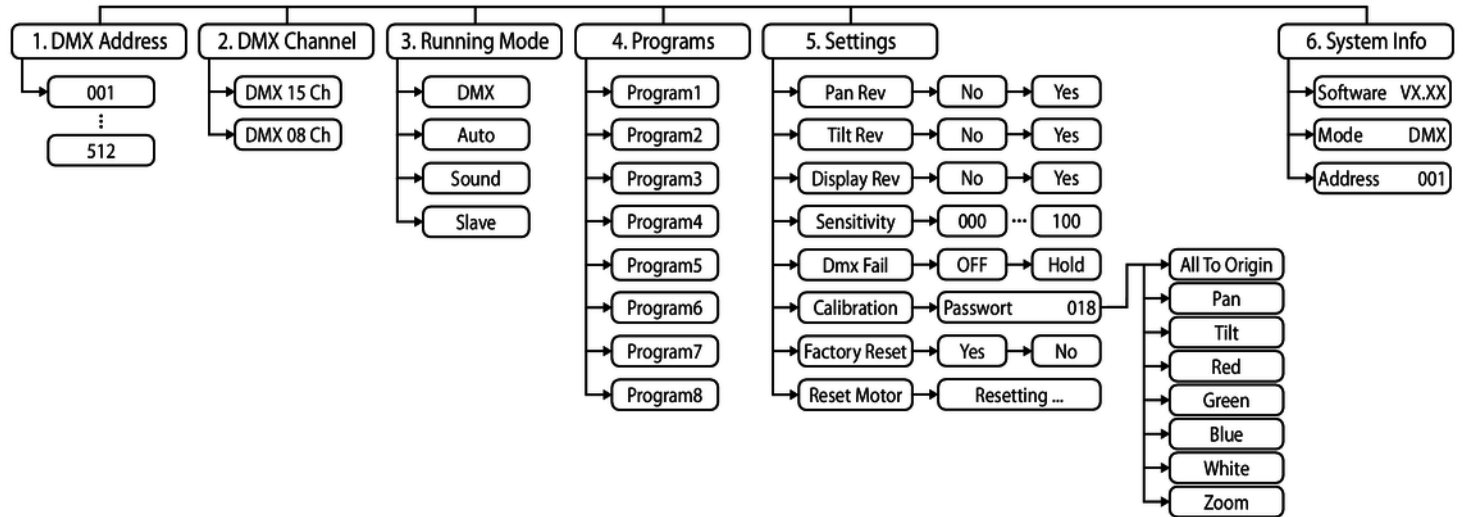 1. DMX Address
2. DMX Channel
3. Running Mode
4. Programs
5. Settings
6. System Info
001
⋮
512
DMX 15 Ch
DMX 08 Ch
DMX
Auto
Sound
Slave
Program1
Program2
Program3
Program4
Program5
Program6
Program7
Program8
Pan Rev No Yes
Tilt Rev No Yes
Display Rev No Yes
Sensitivity 000 ... 100
Dmx Fail OFF Hold
Calibration Passwort 018
Factory Reset Yes No
Reset Motor Resetting ...
All To Origin
Pan
Tilt
Red
Green
Blue
White
Zoom
Software VX.XX
Mode DMX
Address 001